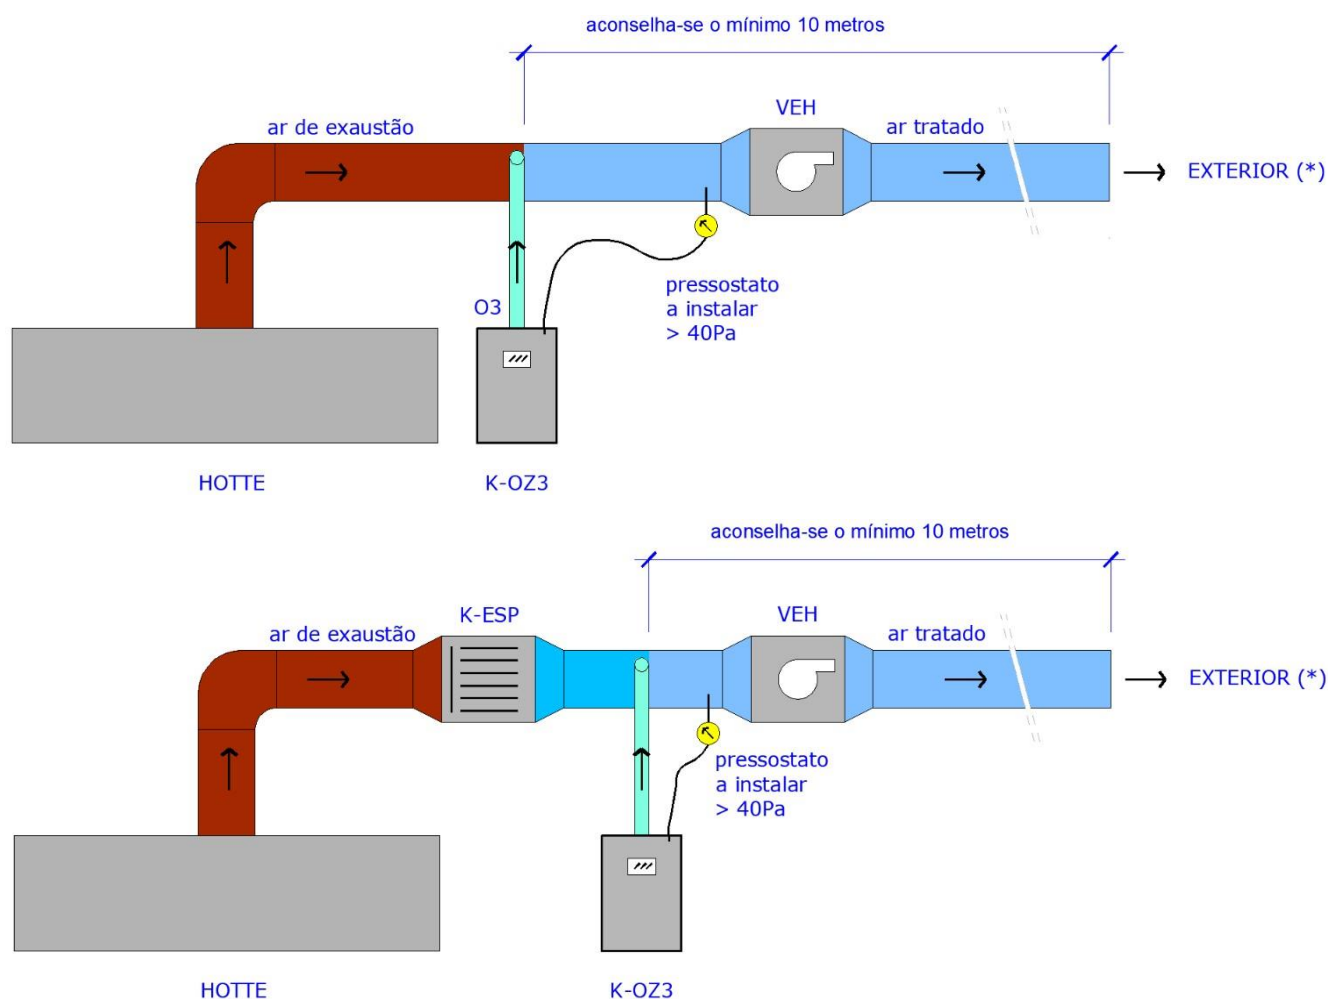 aconselha-se o mínimo 10 metros
VEH
ar de exaustão
ar tratado
EXTERIOR (*)
pressostato
a instalar
> 40Pa
O3
HOTTE
K-OZ3
aconselha-se o mínimo 10 metros
K-ESP
VEH
ar de exaustão
ar tratado
EXTERIOR (*)
pressostato
a instalar
> 40Pa
HOTTE
K-OZ3